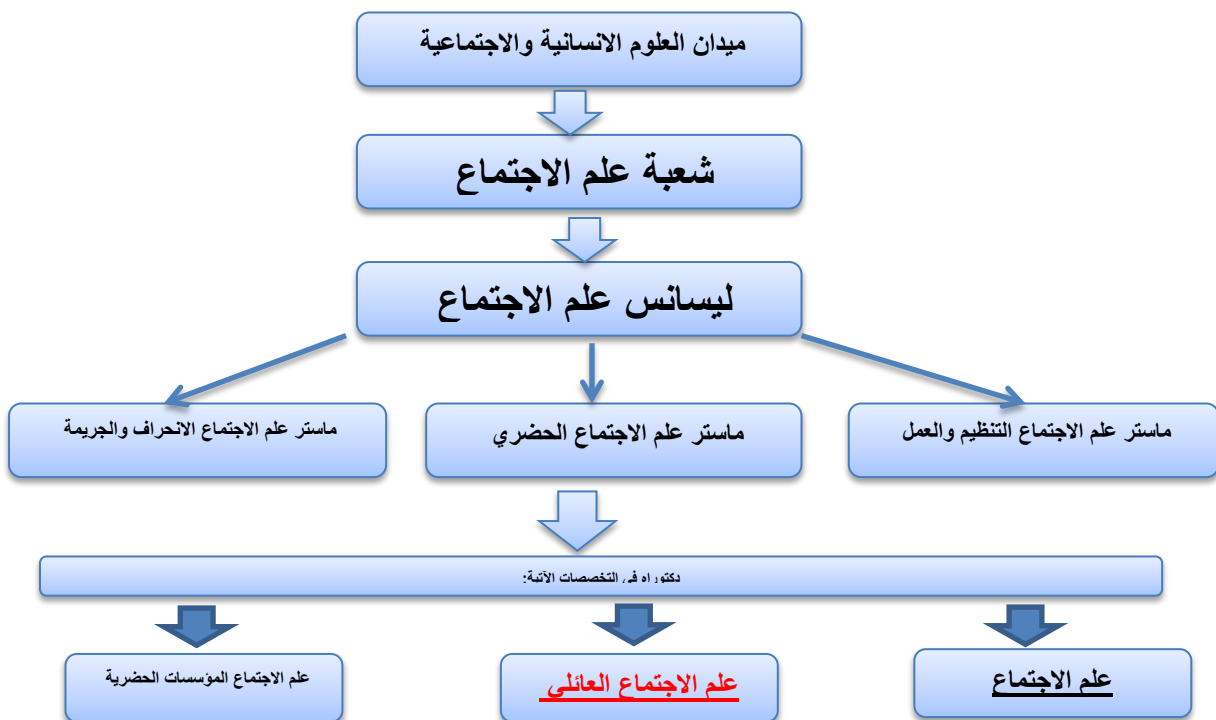 ميدان العلوم الانسانية والاجتماعية
شعبة علم الاجتماع
ليسانس علم الاجتماع
ماستر علم الاجتماع التنظيم والعمل
ماستر علم الاجتماع الحضري
ماستر علم الاجتماع الانحراف والجريمة
دكتوراه في التخصصات الآتية:
علم الاجتماع
علم الاجتماع العائلي
علم الاجتماع المؤسسات الحضرية